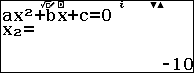 ax²+bx+c=0
x₂=
-10